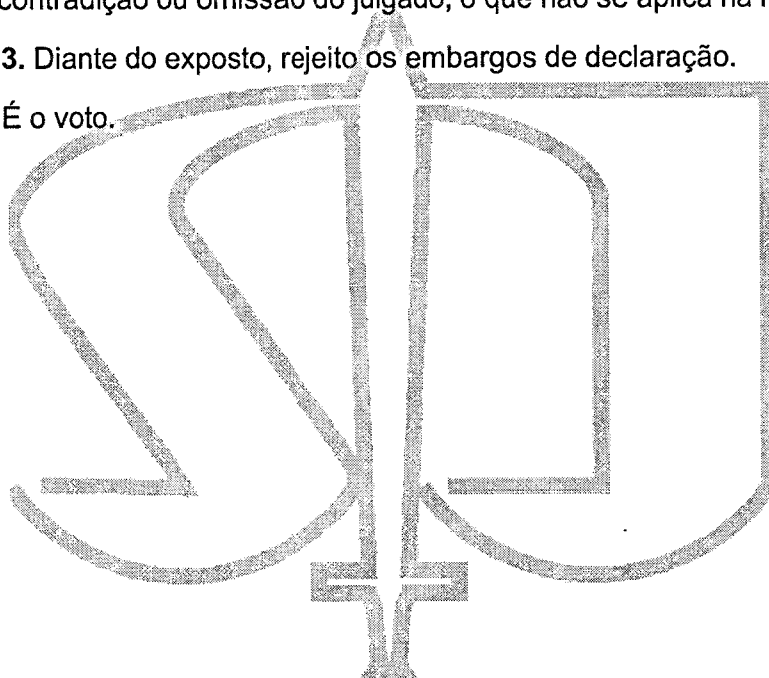 contradição ou omissão do julgado, o que não se aplica na
3. Diante do exposto, rejeito os embargos de declaração.
É o voto.
STJ